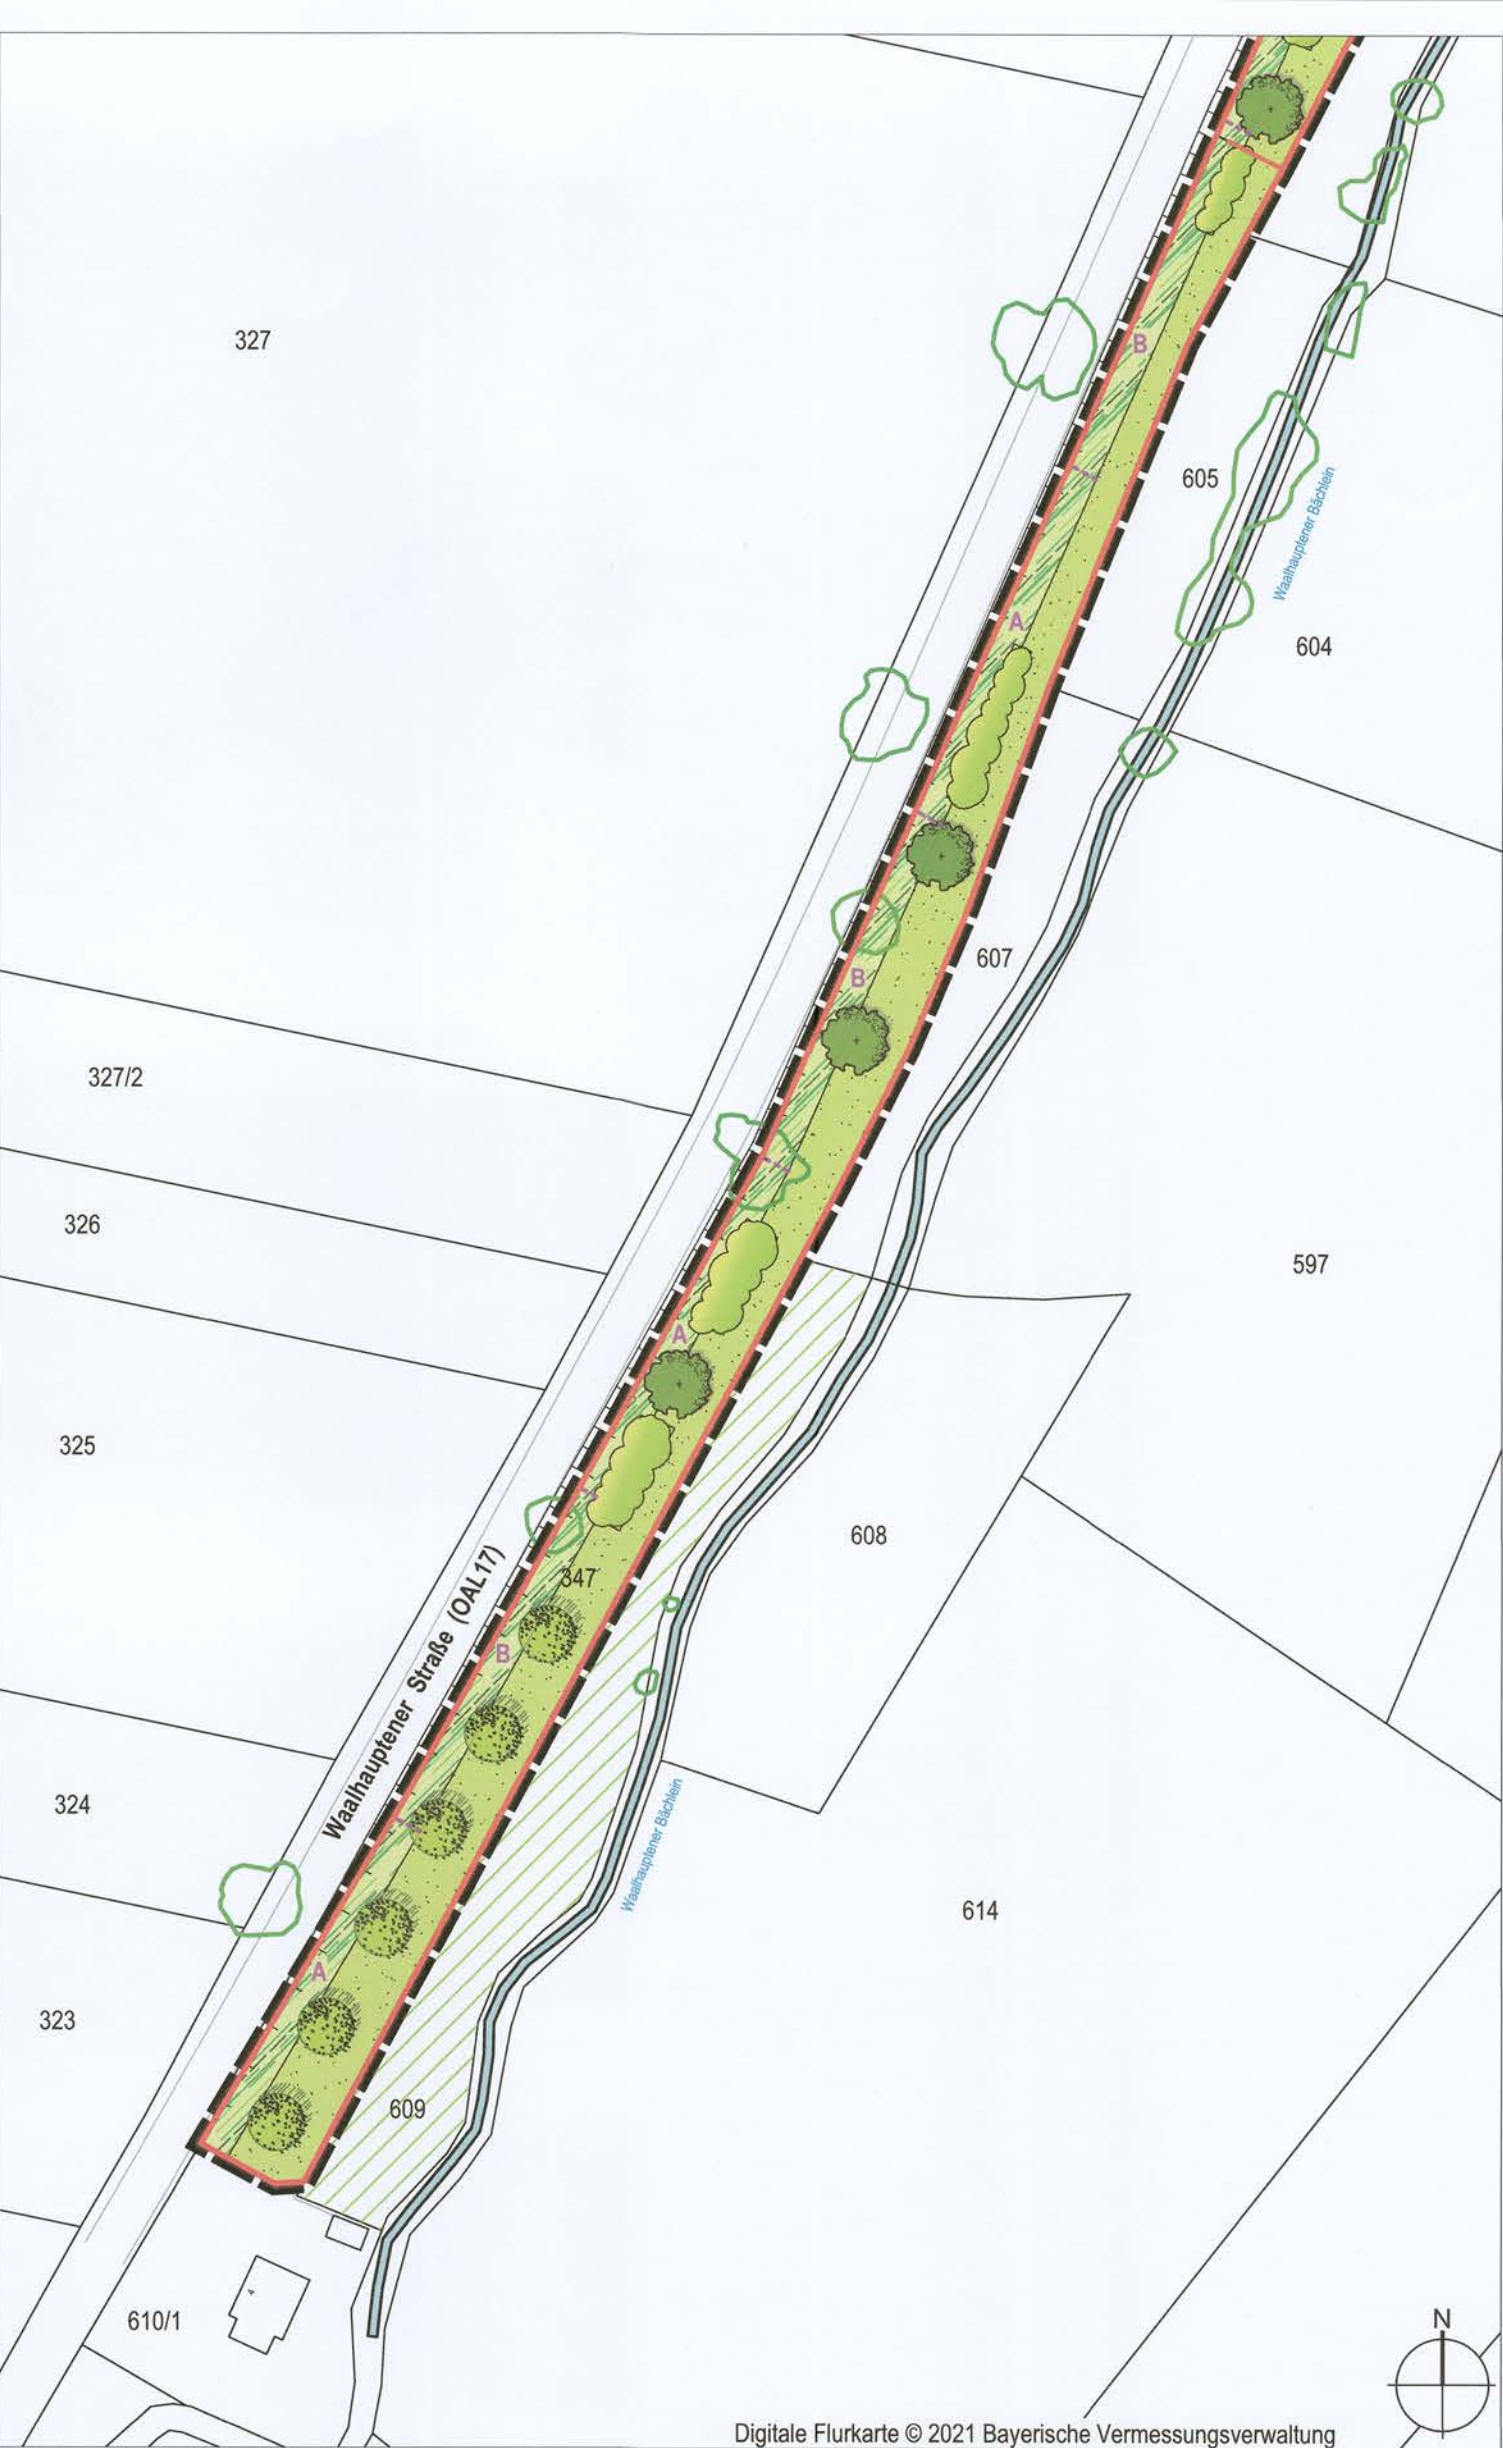 327
B
605
Waalhauptener Bächlein
A
604
607
B
327/2
326
597
A
325
608
347
Waalhauptener Straße (OAL17)
B
324
Waalhauptener Bächlein
614
A
323
609
4
610/1
N
Digitale Flurkarte © 2021 Bayerische Vermessungsverwaltung